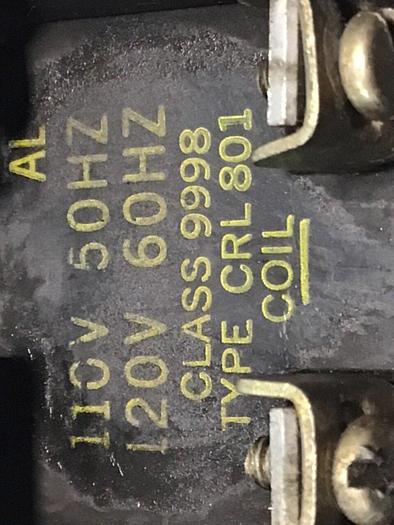 AL
110V 50HZ
120V 60HZ
CLASS 9998
TYPE CRL 801
COIL